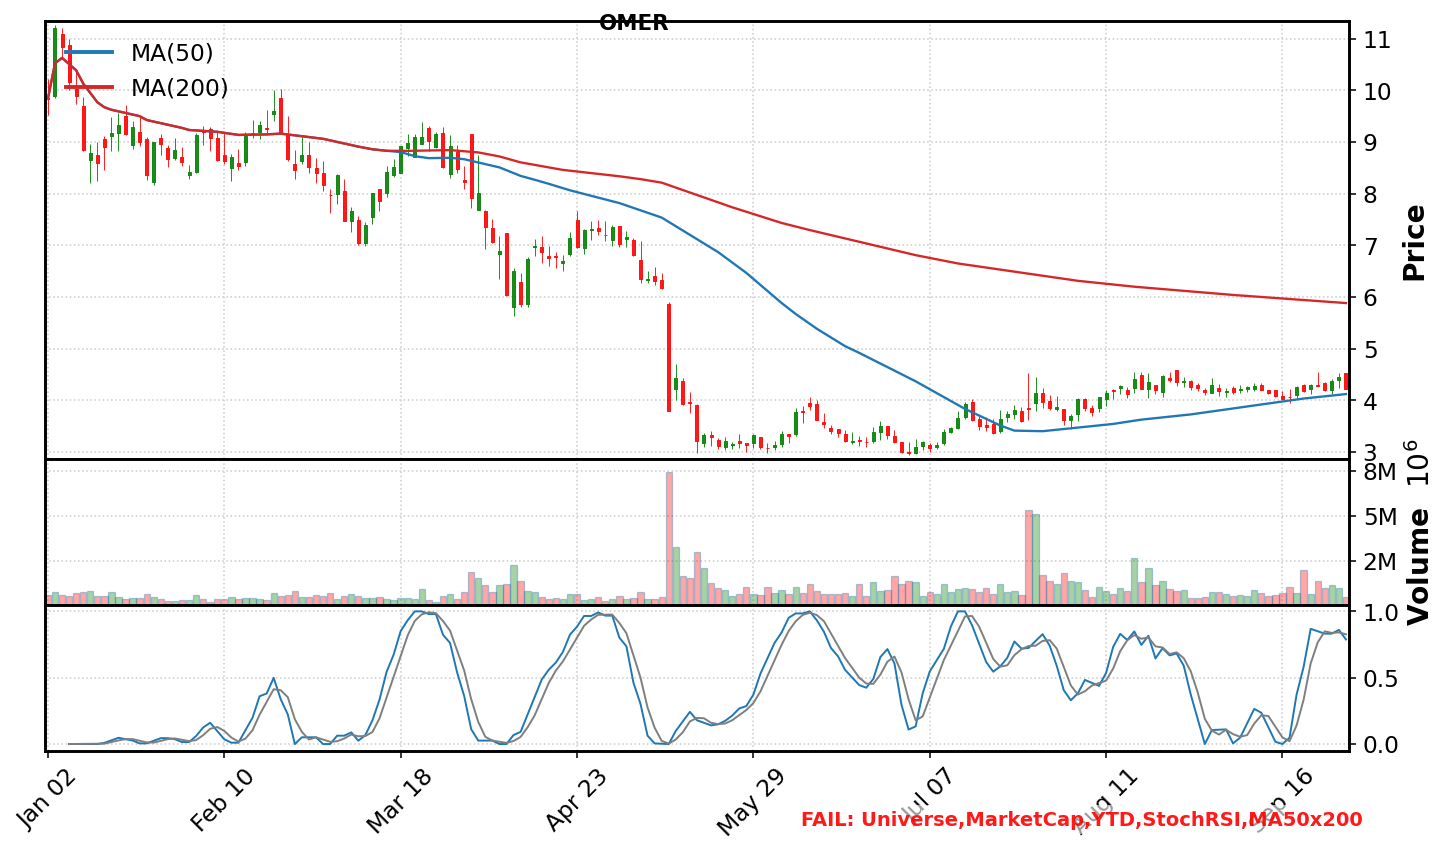 OMER
MA(50)
MA(200)
11
10
9
8
7
6
5
4
3
Price
8M
5M
2M
Volume 10^6
1.0
0.5
0.0
Jan 02
Feb 10
Mar 18
Apr 23
May 29
Jul 07
Aug 11
Sep 16
FAIL: Universe,MarketCap,YTD,StochRSI,MA50x200